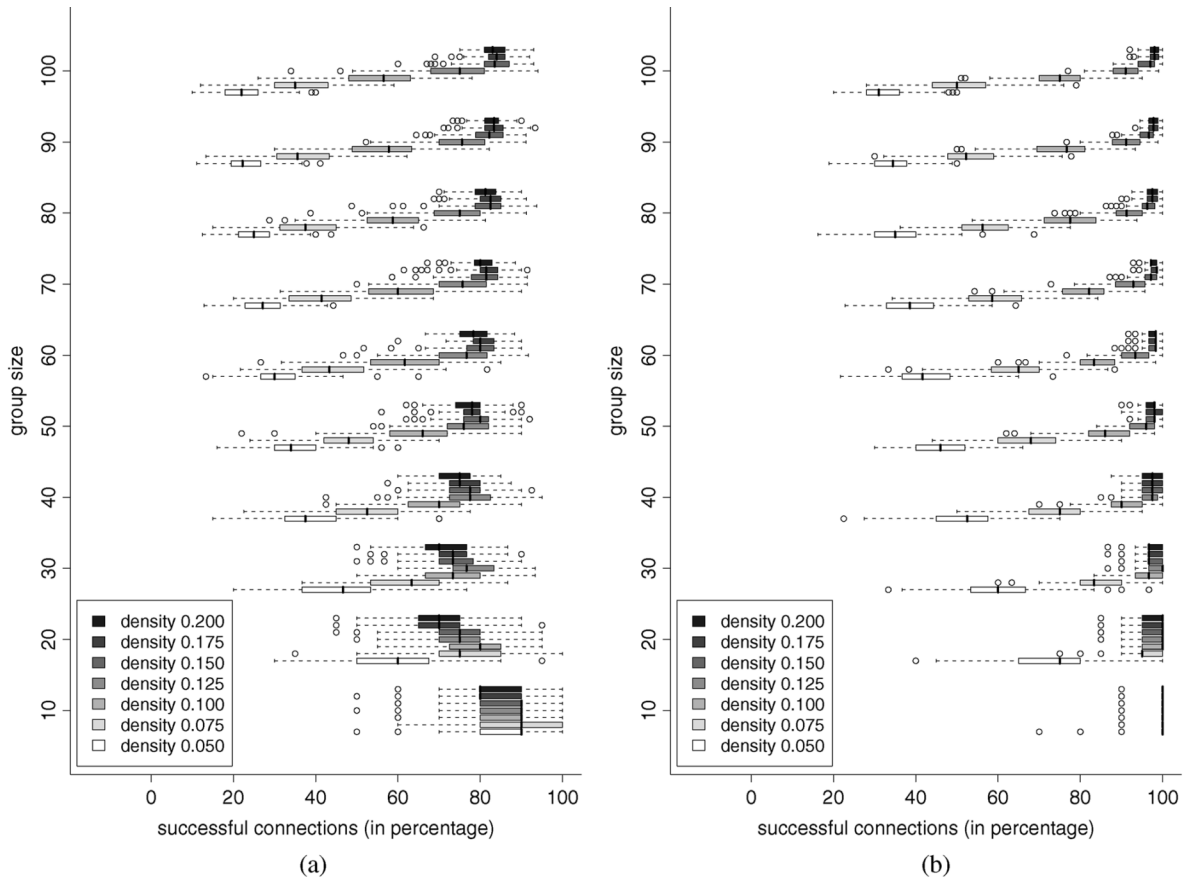 group size
100
90
80
70
60
50
40
30
20
10
density 0.200
density 0.175
density 0.150
density 0.125
density 0.100
density 0.075
density 0.050
0 20 40 60 80 100
successful connections (in percentage)
(a)
group size
100
90
80
70
60
50
40
30
20
10
density 0.200
density 0.175
density 0.150
density 0.125
density 0.100
density 0.075
density 0.050
0 20 40 60 80 100
successful connections (in percentage)
(b)